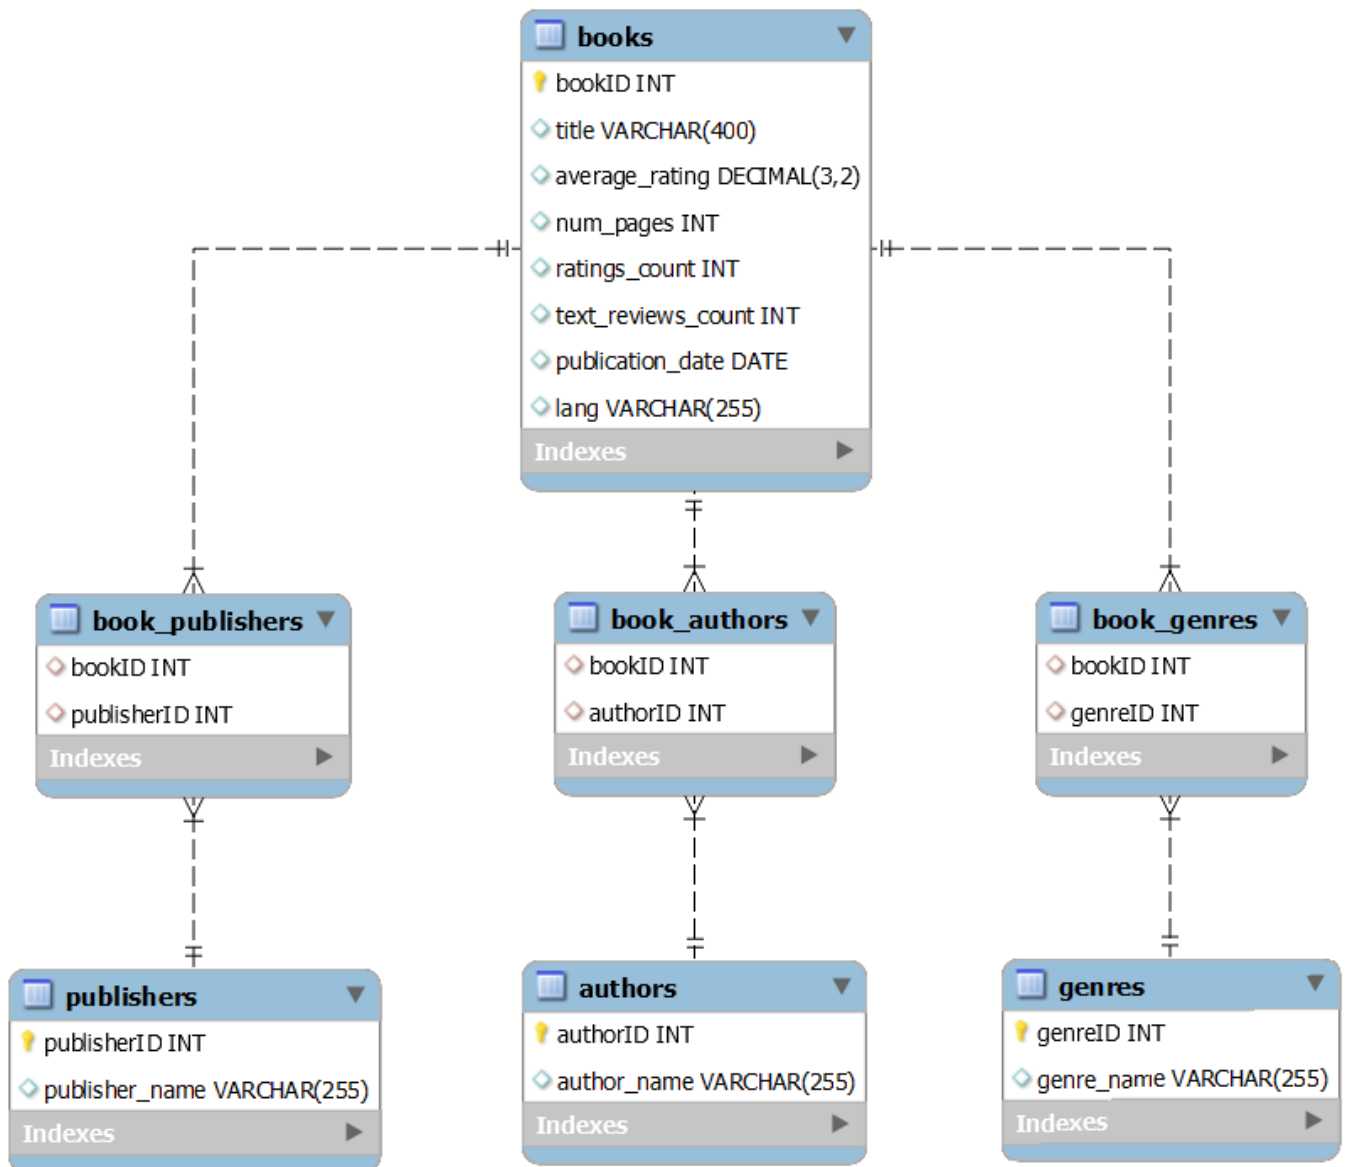 books
bookID INT
title VARCHAR(400)
average_rating DECIMAL(3,2)
num_pages INT
ratings_count INT
text_reviews_count INT
publication_date DATE
lang VARCHAR(255)
Indexes
book_publishers
bookID INT
publisherID INT
Indexes
book_authors
bookID INT
authorID INT
Indexes
book_genres
bookID INT
genreID INT
Indexes
publishers
publisherID INT
publisher_name VARCHAR(255)
Indexes
authors
authorID INT
author_name VARCHAR(255)
Indexes
genres
genreID INT
genre_name VARCHAR(255)
Indexes